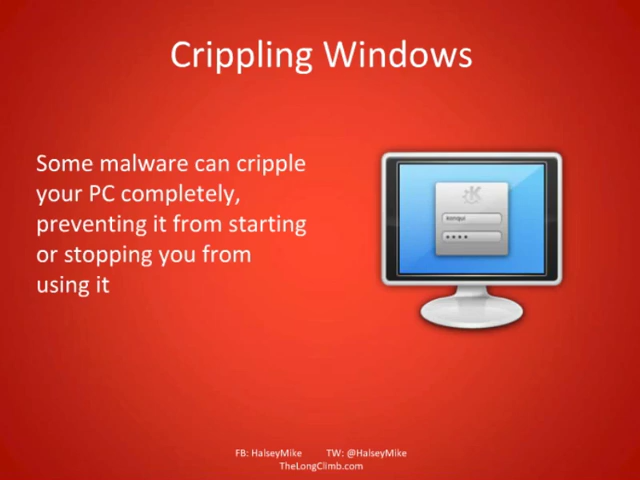 Crippling Windows
Some malware can cripple
your PC completely,
preventing it from starting
or stopping you from
using it
konqui
FB: HalseyMike TW: @HalseyMike
TheLongClimb.com